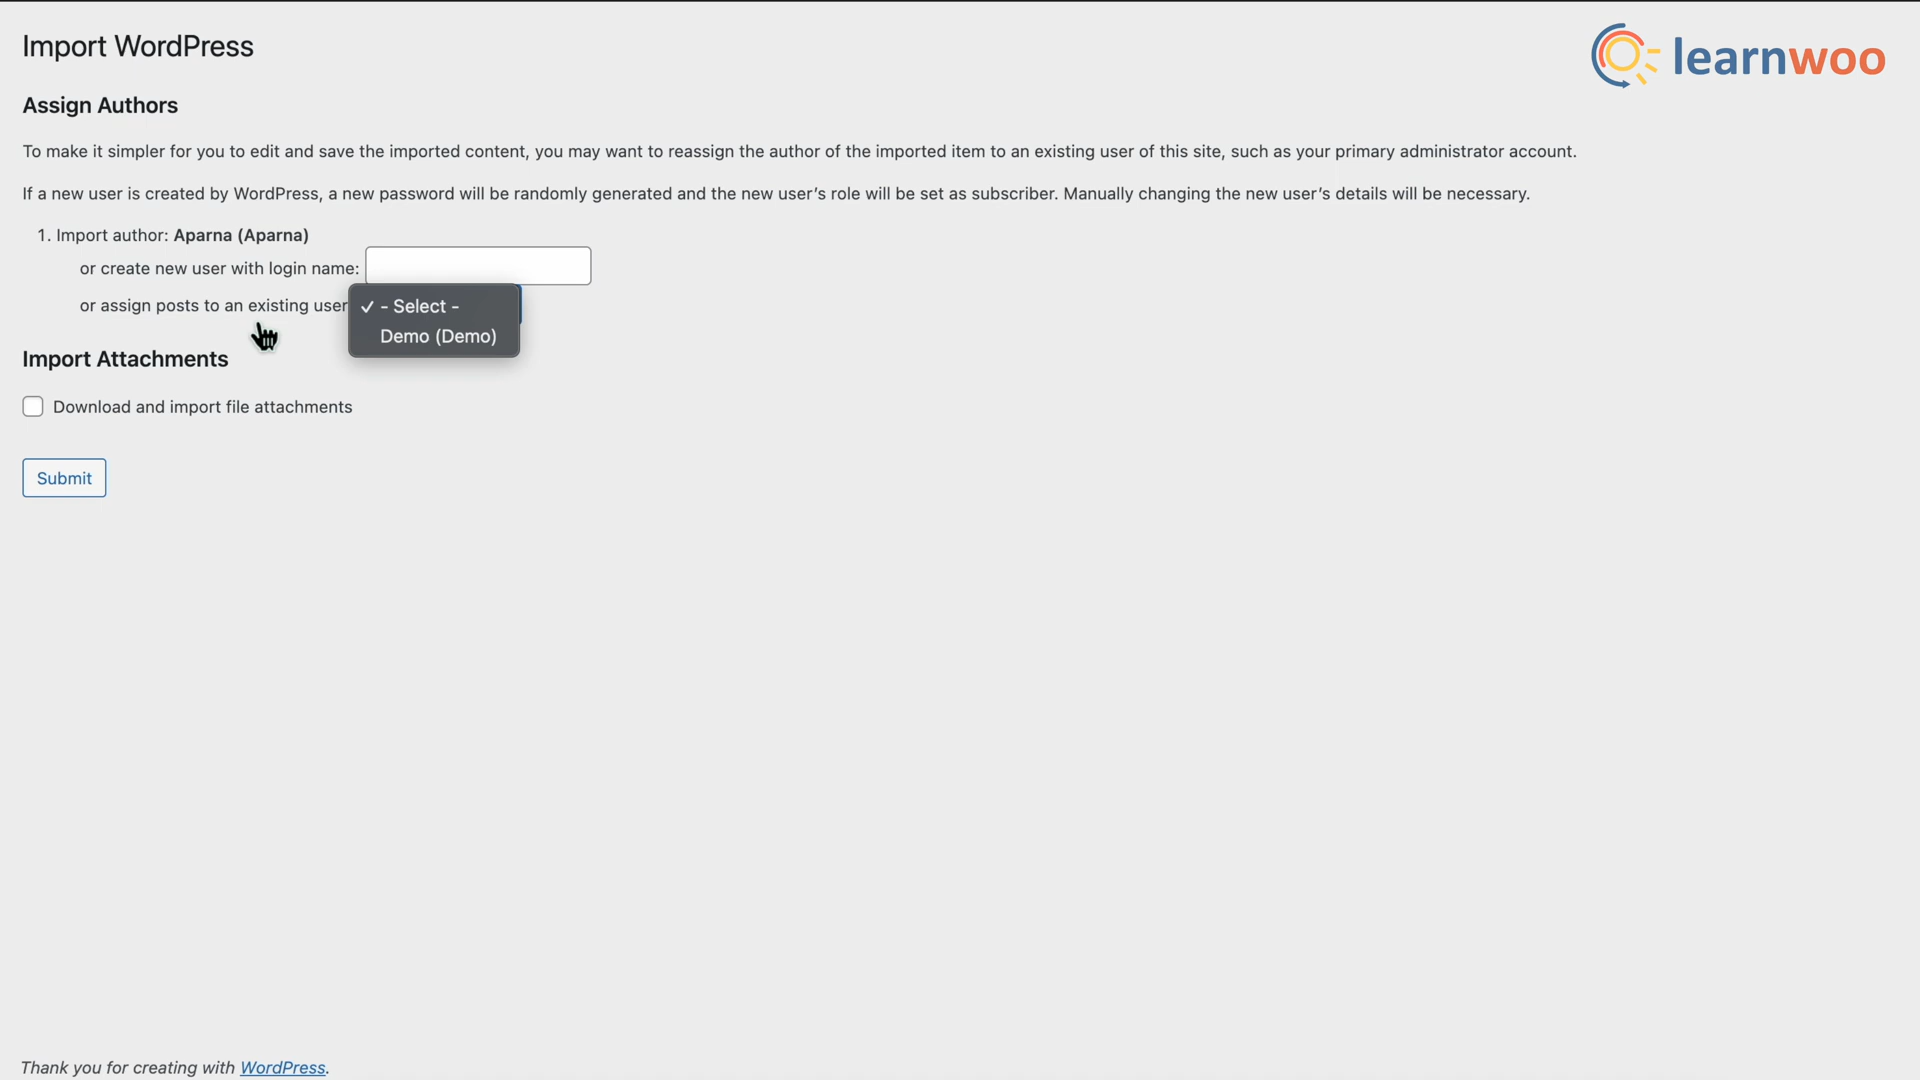 Import WordPress
learnwoo
Assign Authors
To make it simpler for you to edit and save the imported content, you may want to reassign the author of the imported item to an existing user of this site, such as your primary administrator account.
If a new user is created by WordPress, a new password will be randomly generated and the new user’s role will be set as subscriber. Manually changing the new user’s details will be necessary.
1. Import author: Aparna (Aparna)
or create new user with login name:
or assign posts to an existing user
✓ - Select -
Demo (Demo)
Import Attachments
Download and import file attachments
Submit
Thank you for creating with WordPress.